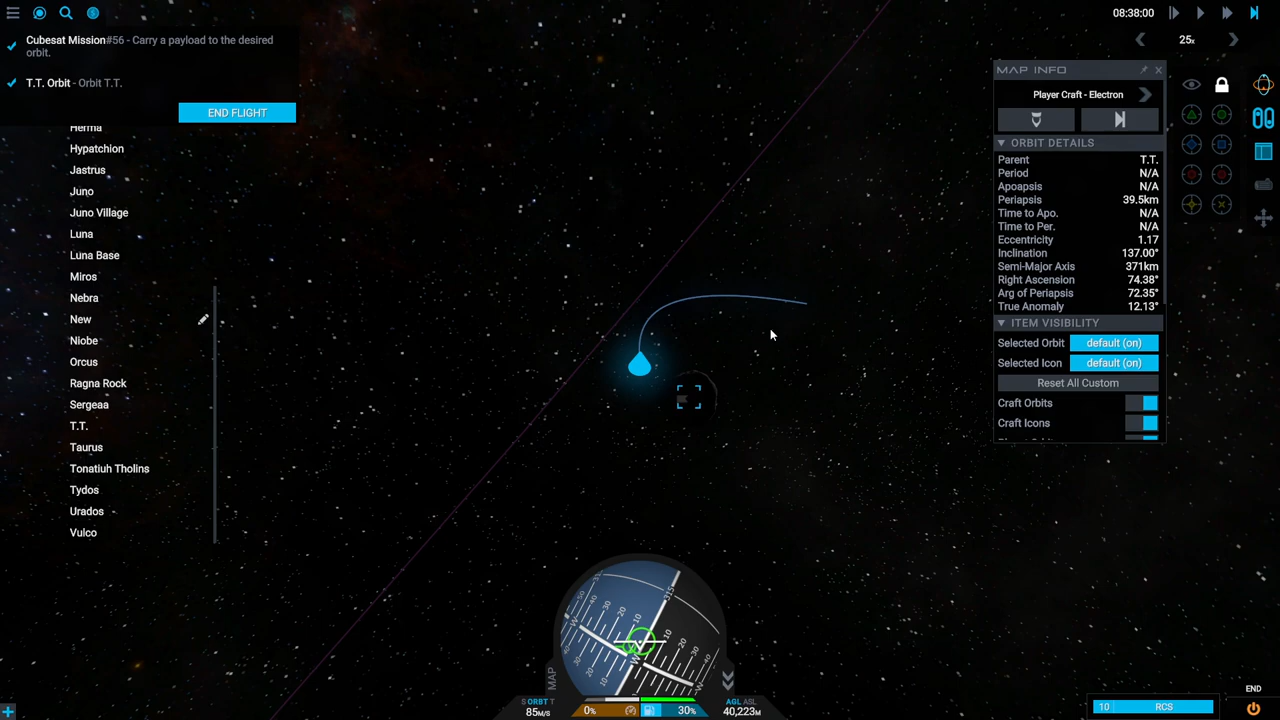 08:38:00
25x
Cubesat Mission#56 - Carry a payload to the desired
orbit.
T.T. Orbit - Orbit T.T.
END FLIGHT
Herma
Hypatchion
Jastrus
Juno
Juno Village
Luna
Luna Base
Miros
Nebra
New
Niobe
Orcus
Ragna Rock
Sergeaa
T.T.
Taurus
Tonatiuh Tholins
Tydos
Urados
Vulco
MAP INFO
Player Craft - Electron
ORBIT DETAILS
Parent T.T.
Period N/A
Apoapsis N/A
Periapsis 39.5km
Time to Apo. N/A
Time to Per. N/A
Eccentricity 1.17
Inclination 137.00°
Semi-Major Axis 371km
Right Ascension 74.38°
Arg of Periapsis 72.35°
True Anomaly 12.13°
ITEM VISIBILITY
Selected Orbit default (on)
Selected Icon default (on)
Reset All Custom
Craft Orbits
Craft Icons
MAP
S ORBT T
85M/S
0%
30%
AGL ASL
40,223M
10 RCS
END